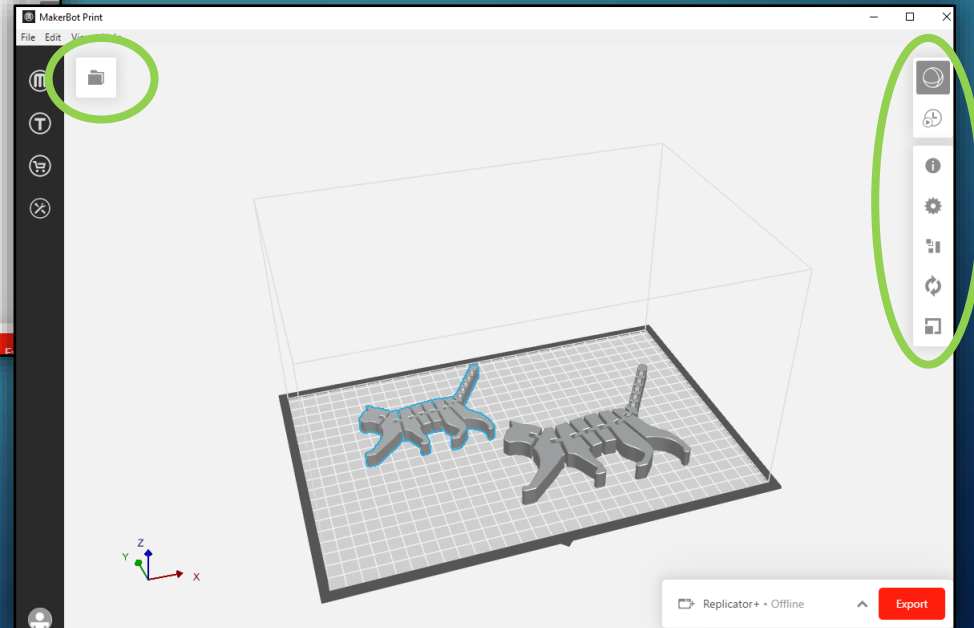 MakerBot Print
File Edit
Z
Y
X
Replicator+ • Offline
Export